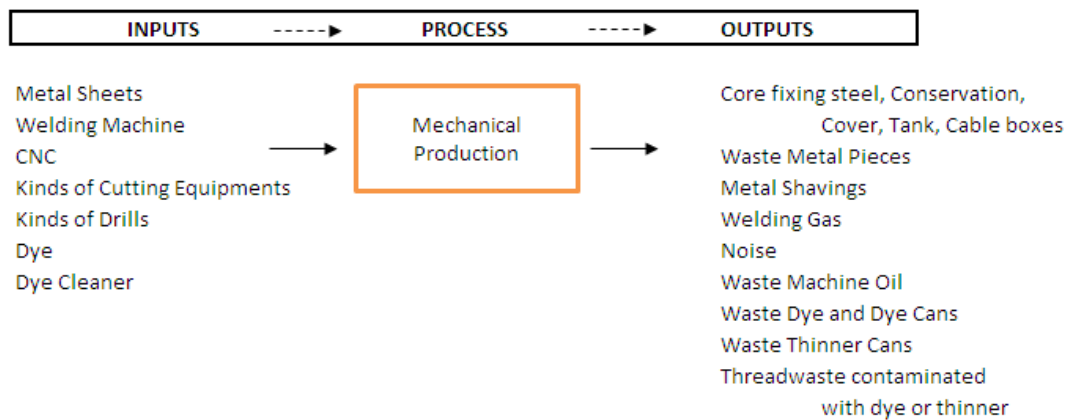 INPUTS PROCESS OUTPUTS
Metal Sheets
Welding Machine
CNC
Kinds of Cutting Equipments
Kinds of Drills
Dye
Dye Cleaner
Mechanical
Production
Core fixing steel, Conservation,
Cover, Tank, Cable boxes
Waste Metal Pieces
Metal Shavings
Welding Gas
Noise
Waste Machine Oil
Waste Dye and Dye Cans
Waste Thinner Cans
Threadwaste contaminated
with dye or thinner